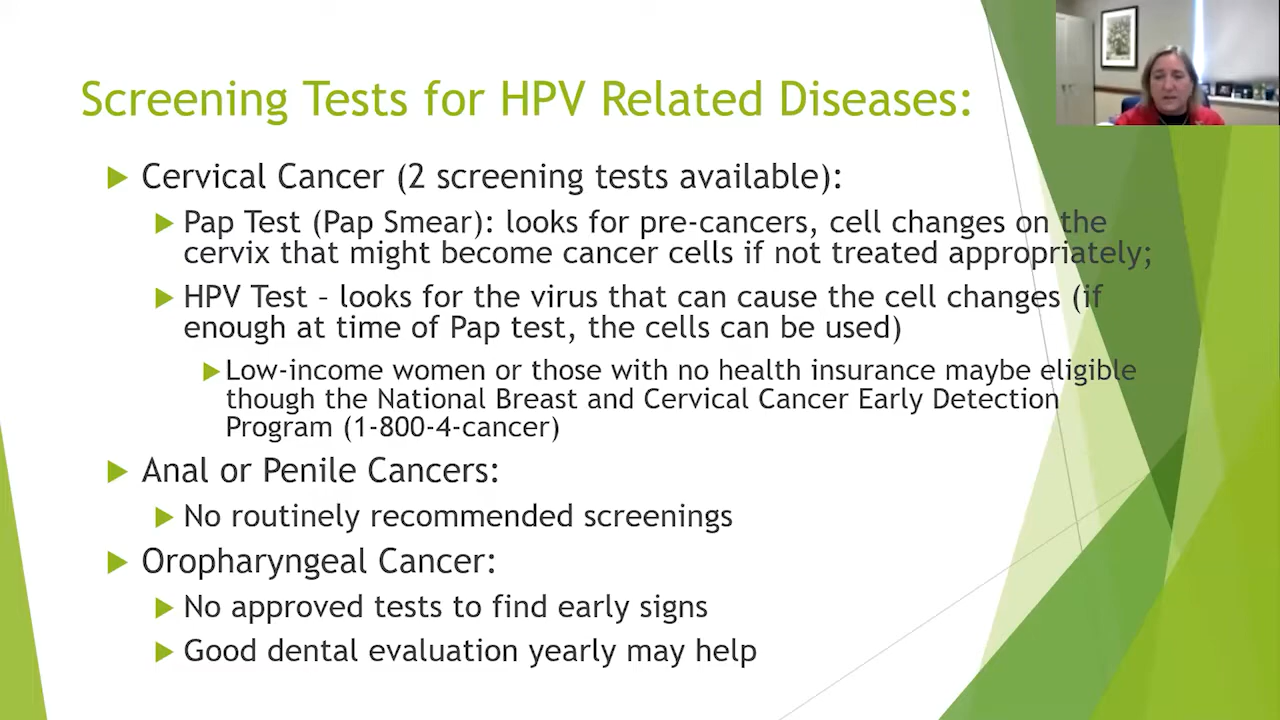 Screening Tests for HPV Related Diseases:
Cervical Cancer (2 screening tests available):
Pap Test (Pap Smear): looks for pre-cancers, cell changes on the
cervix that might become cancer cells if not treated appropriately;
HPV Test – looks for the virus that can cause the cell changes (if
enough at time of Pap test, the cells can be used)
Low-income women or those with no health insurance maybe eligible
though the National Breast and Cervical Cancer Early Detection
Program (1-800-4-cancer)
Anal or Penile Cancers:
No routinely recommended screenings
Oropharyngeal Cancer:
No approved tests to find early signs
Good dental evaluation yearly may help